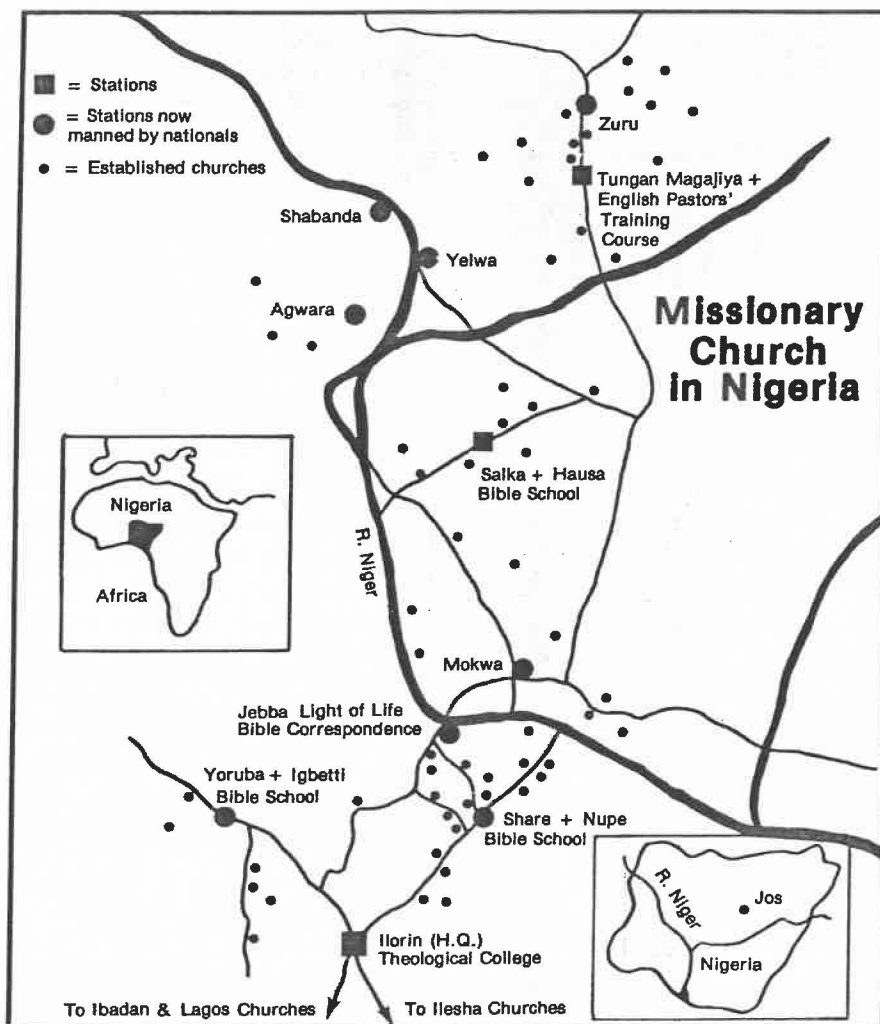 = Stations
= Stations now
manned by nationals
= Established churches
Zuru
Tungan Magajiya +
English Pastors'
Training
Course
Shabanda
Yelwa
Agwara
Missionary
Church
in Nigeria
Salka + Hausa
Bible School
Nigeria
Africa
R. Niger
Mokwa
Jebba Light of Life
Bible Correspondence
Yoruba + Igbetti
Bible School
Share + Nupe
Bible School
R. Niger
Jos
Nigeria
Ilorin (H.Q.)
Theological College
To Ibadan & Lagos Churches
To Ilesha Churches